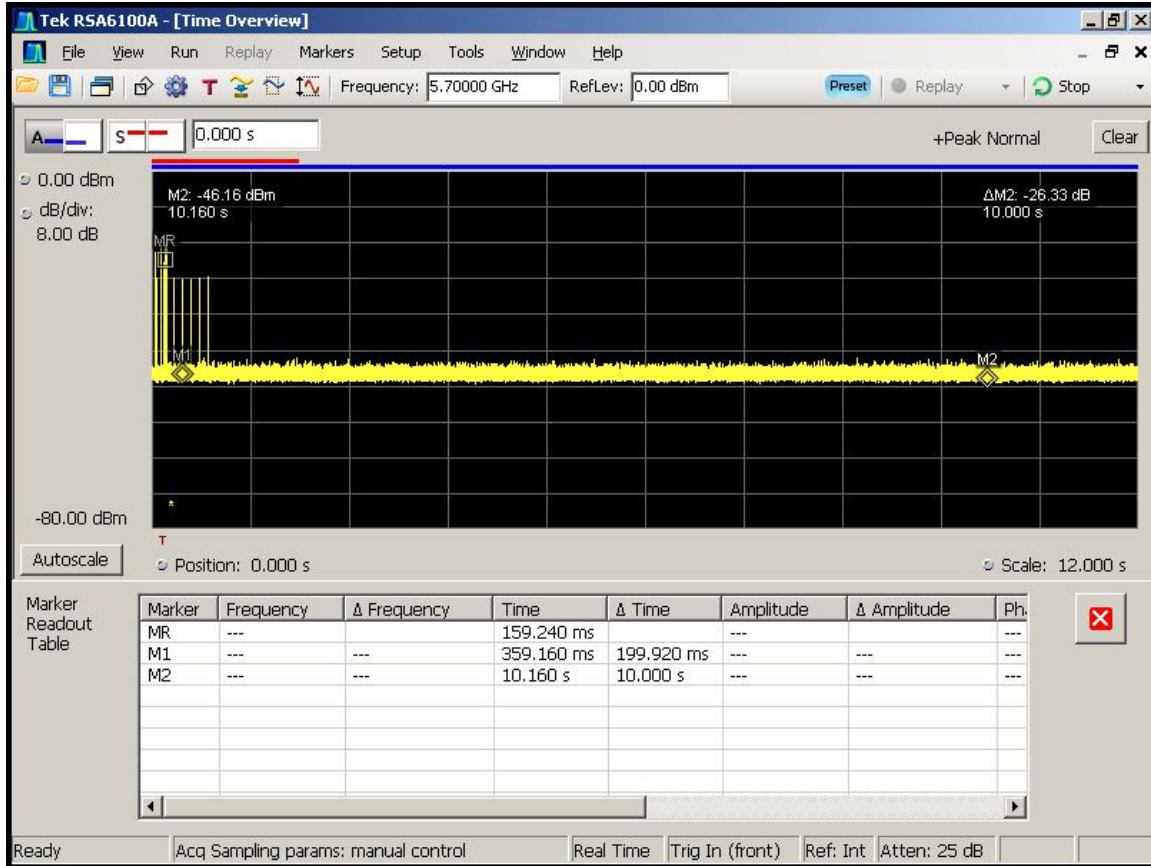 Tek RSA6100A - [Time Overview]
File View Run Replay Markers Setup Tools Window Help
T Frequency: 5.70000 GHz RefLev: 0.00 dBm Preset Replay Stop
A S 0.000 s +Peak Normal Clear
0.00 dBm
dB/div:
8.00 dB
M2: -46.16 dBm
10.160 s
ΔM2: -26.33 dB
10.000 s
MR
M1
M2
*
-80.00 dBm
T
Autoscale Position: 0.000 s Scale: 12.000 s
Marker
Readout
Table
Marker Frequency Δ Frequency Time Δ Time Amplitude Δ Amplitude Ph
MR --- 159.240 ms --- ---
M1 --- --- 359.160 ms 199.920 ms --- --- ---
M2 --- --- 10.160 s 10.000 s --- --- ---
Ready Acq Sampling params: manual control Real Time Trig In (front) Ref: Int Atten: 25 dB